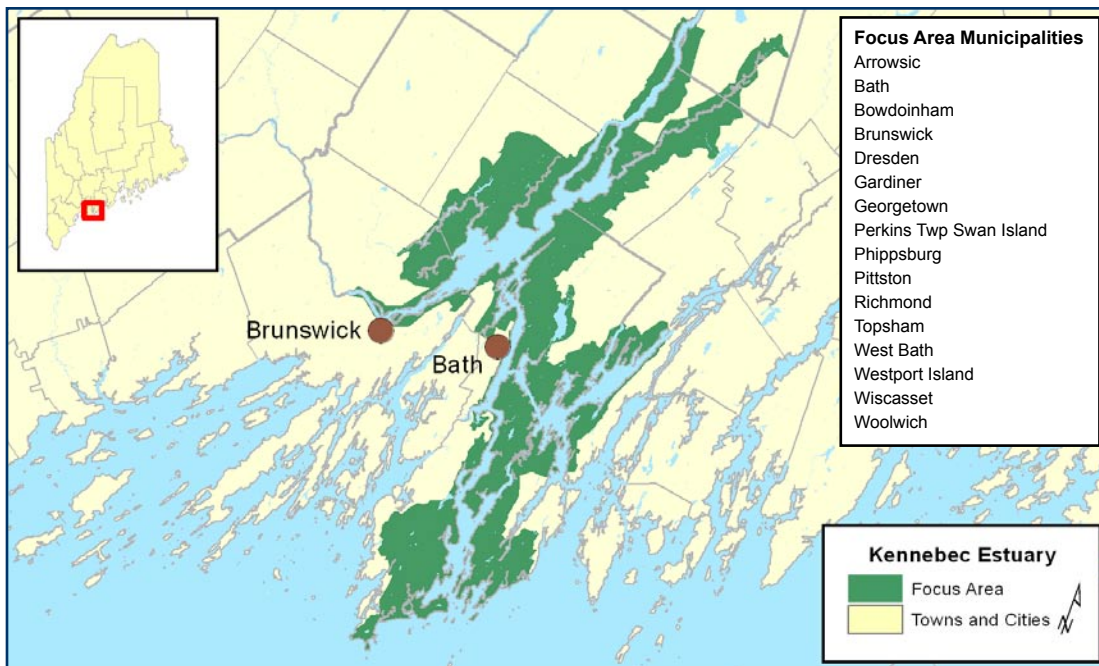 Focus Area Municipalities
Arrowsic
Bath
Bowdoinham
Brunswick
Dresden
Gardiner
Georgetown
Perkins Twp Swan Island
Phippsburg
Pittston
Richmond
Topsham
West Bath
Westport Island
Wiscasset
Woolwich
Brunswick
Bath
Kennebec Estuary
Focus Area
Towns and Cities
N